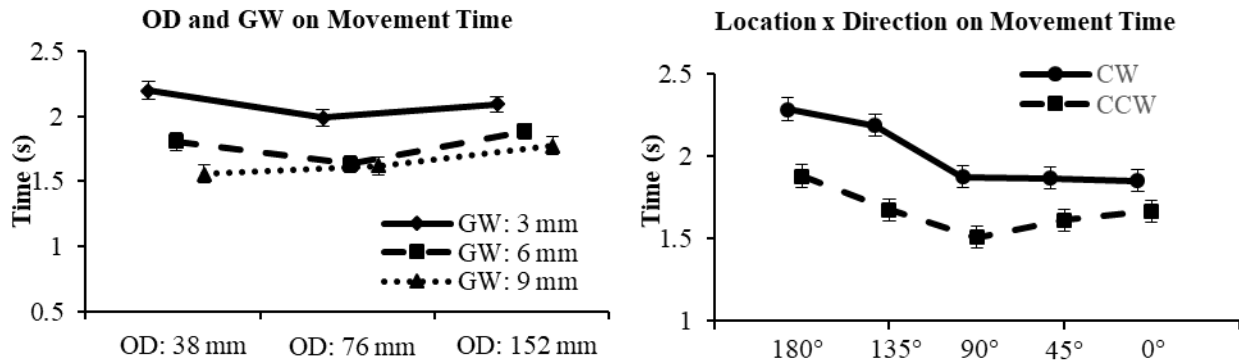 OD and GW on Movement Time
Time (s)
2.5
2
1.5
1
0.5
GW: 3 mm
GW: 6 mm
GW: 9 mm
OD: 38 mm
OD: 76 mm
OD: 152 mm
Location x Direction on Movement Time
Time (s)
2.5
2
1.5
1
CW
CCW
180°
135°
90°
45°
0°